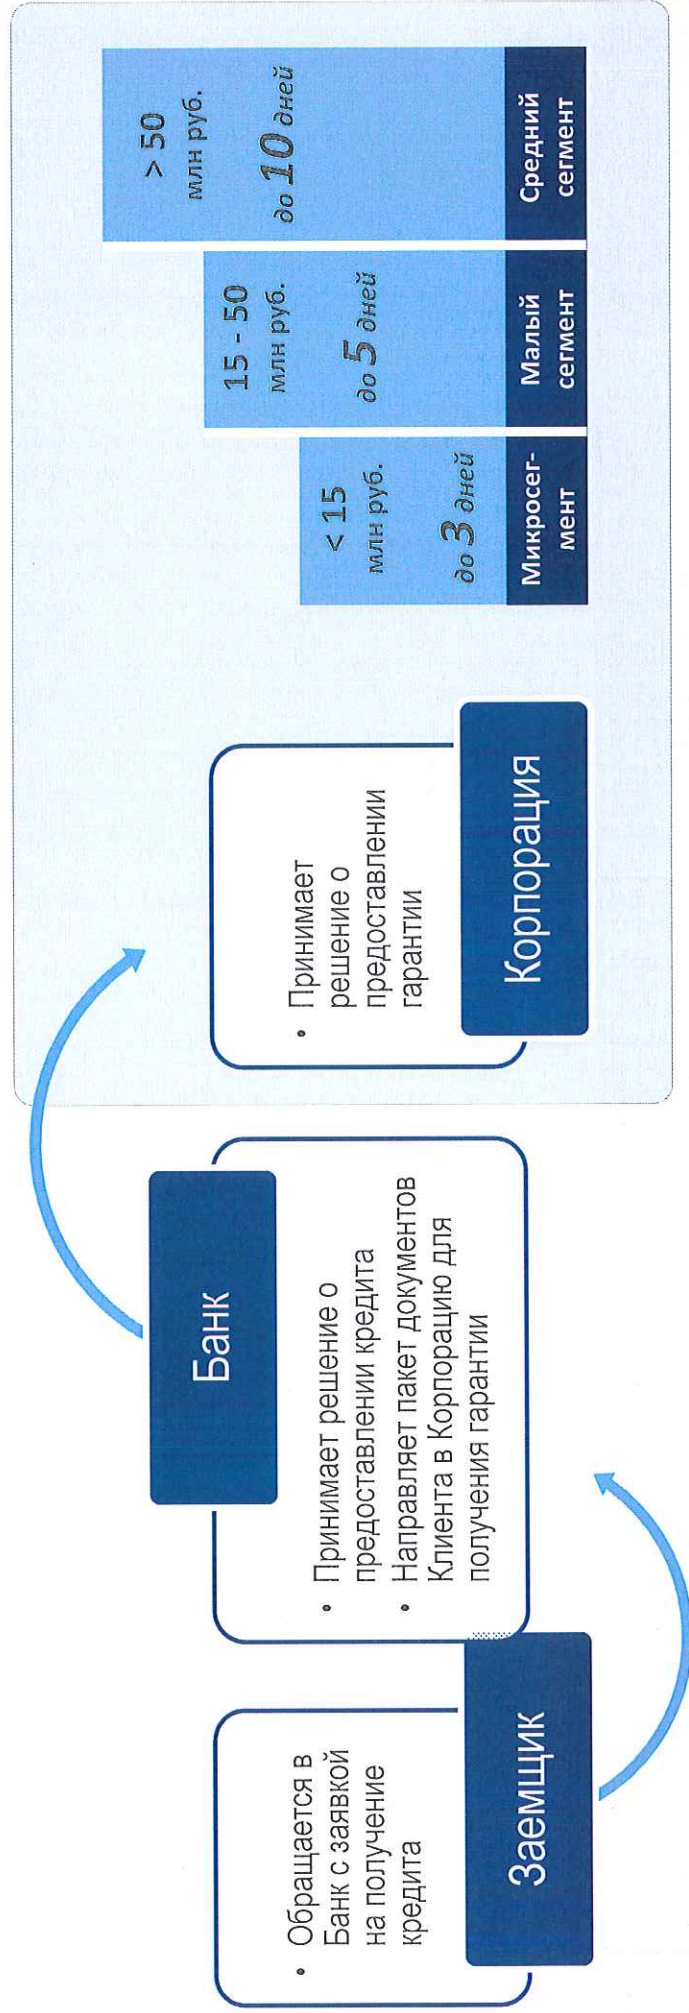 • Обращается в
Банк с заявкой
на получение
кредита
Заемщик
Банк
• Принимает решение о
предоставлении кредита
• Направляет пакет документов
Клиента в Корпорацию для
получения гарантии
• Принимает
решение о
предоставлении
гарантии
Корпорация
< 15
млн руб.
до 3 дней
Микросег-
мент
15 - 50
млн руб.
до 5 дней
Малый
сегмент
> 50
млн руб.
до 10 дней
Средний
сегмент